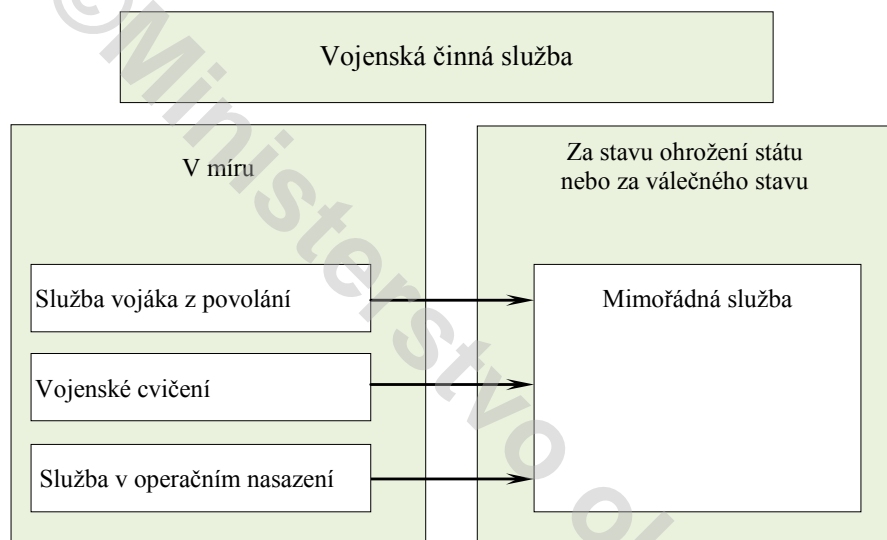 Vojenská činná služba
V míru
Služba vojáka z povolání
Vojenské cvičení
Služba v operačním nasazení
Za stavu ohrožení státu
nebo za válečného stavu
Mimořádná služba
©Ministerstvo ob